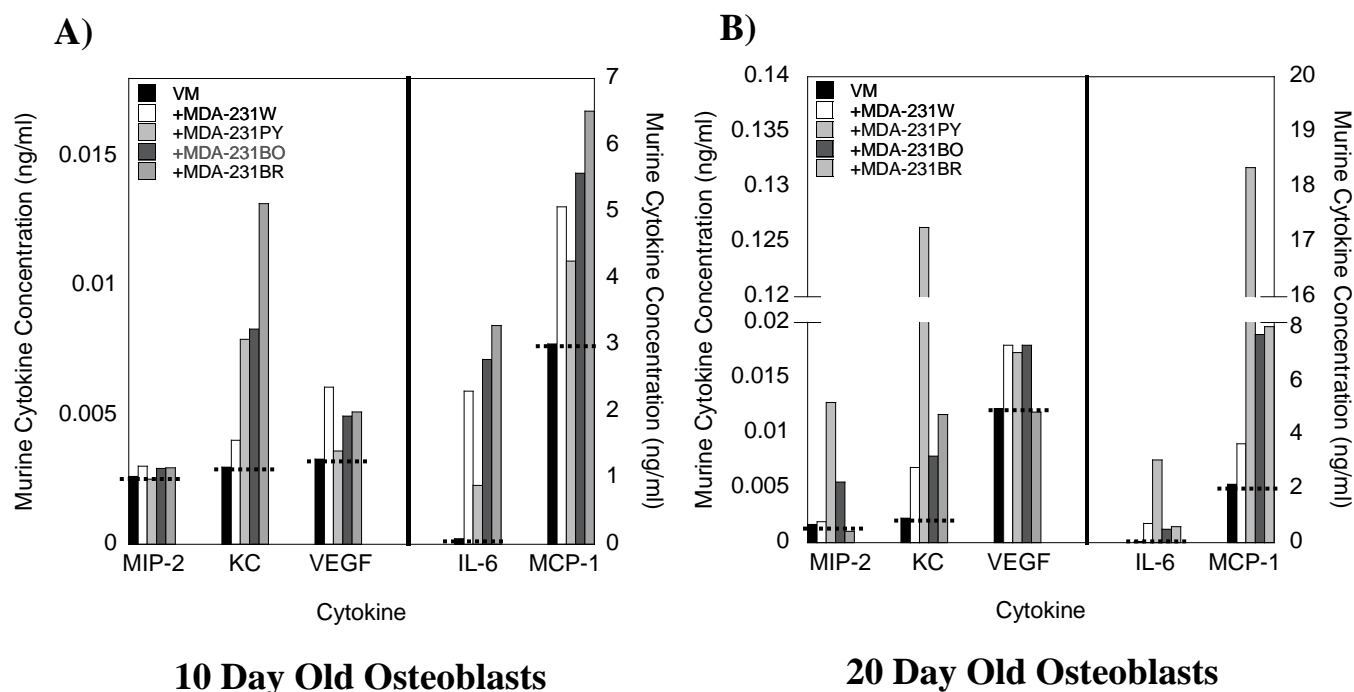 A)
Murine Cytokine Concentration (ng/ml)
0.015
0.01
0.005
0
VM
+MDA-231W
+MDA-231PY
+MDA-231BO
+MDA-231BR
7
6
5
4
3
2
1
0
Murine Cytokine Concentration (ng/ml)
MIP-2 KC VEGF IL-6 MCP-1
Cytokine
10 Day Old Osteoblasts
B)
Murine Cytokine Concentration (ng/ml)
0.14
0.135
0.13
0.125
0.12
0.02
0.015
0.01
0.005
0
VM
+MDA-231W
+MDA-231PY
+MDA-231BO
+MDA-231BR
20
19
18
17
16
8
6
4
2
0
Murine Cytokine Concentration (ng/ml)
MIP-2 KC VEGF IL-6 MCP-1
Cytokine
20 Day Old Osteoblasts